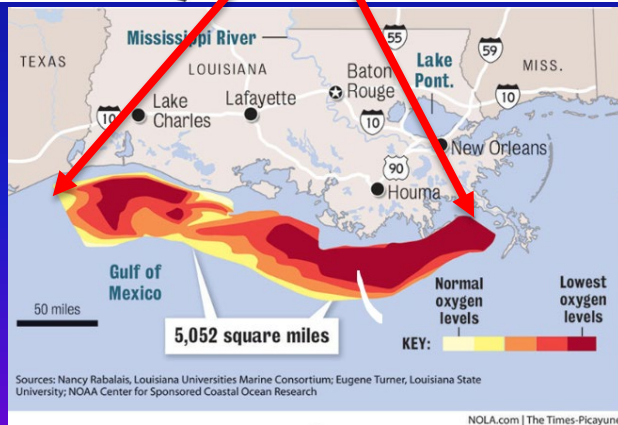 55
Mississippi River
59
TEXAS
LOUISIANA
Baton
Rouge
Lake
Pont.
MISS.
Lake
Charles
Lafayette
10
10
10
New Orleans
90
Houma
Gulf of
Mexico
Normal
oxygen
levels
Lowest
oxygen
levels
50 miles
5,052 square miles
KEY:
Sources: Nancy Rabalais, Louisiana Universities Marine Consortium; Eugene Turner, Louisiana State
University; NOAA Center for Sponsored Coastal Ocean Research
NOLA.com | The Times-Picayune